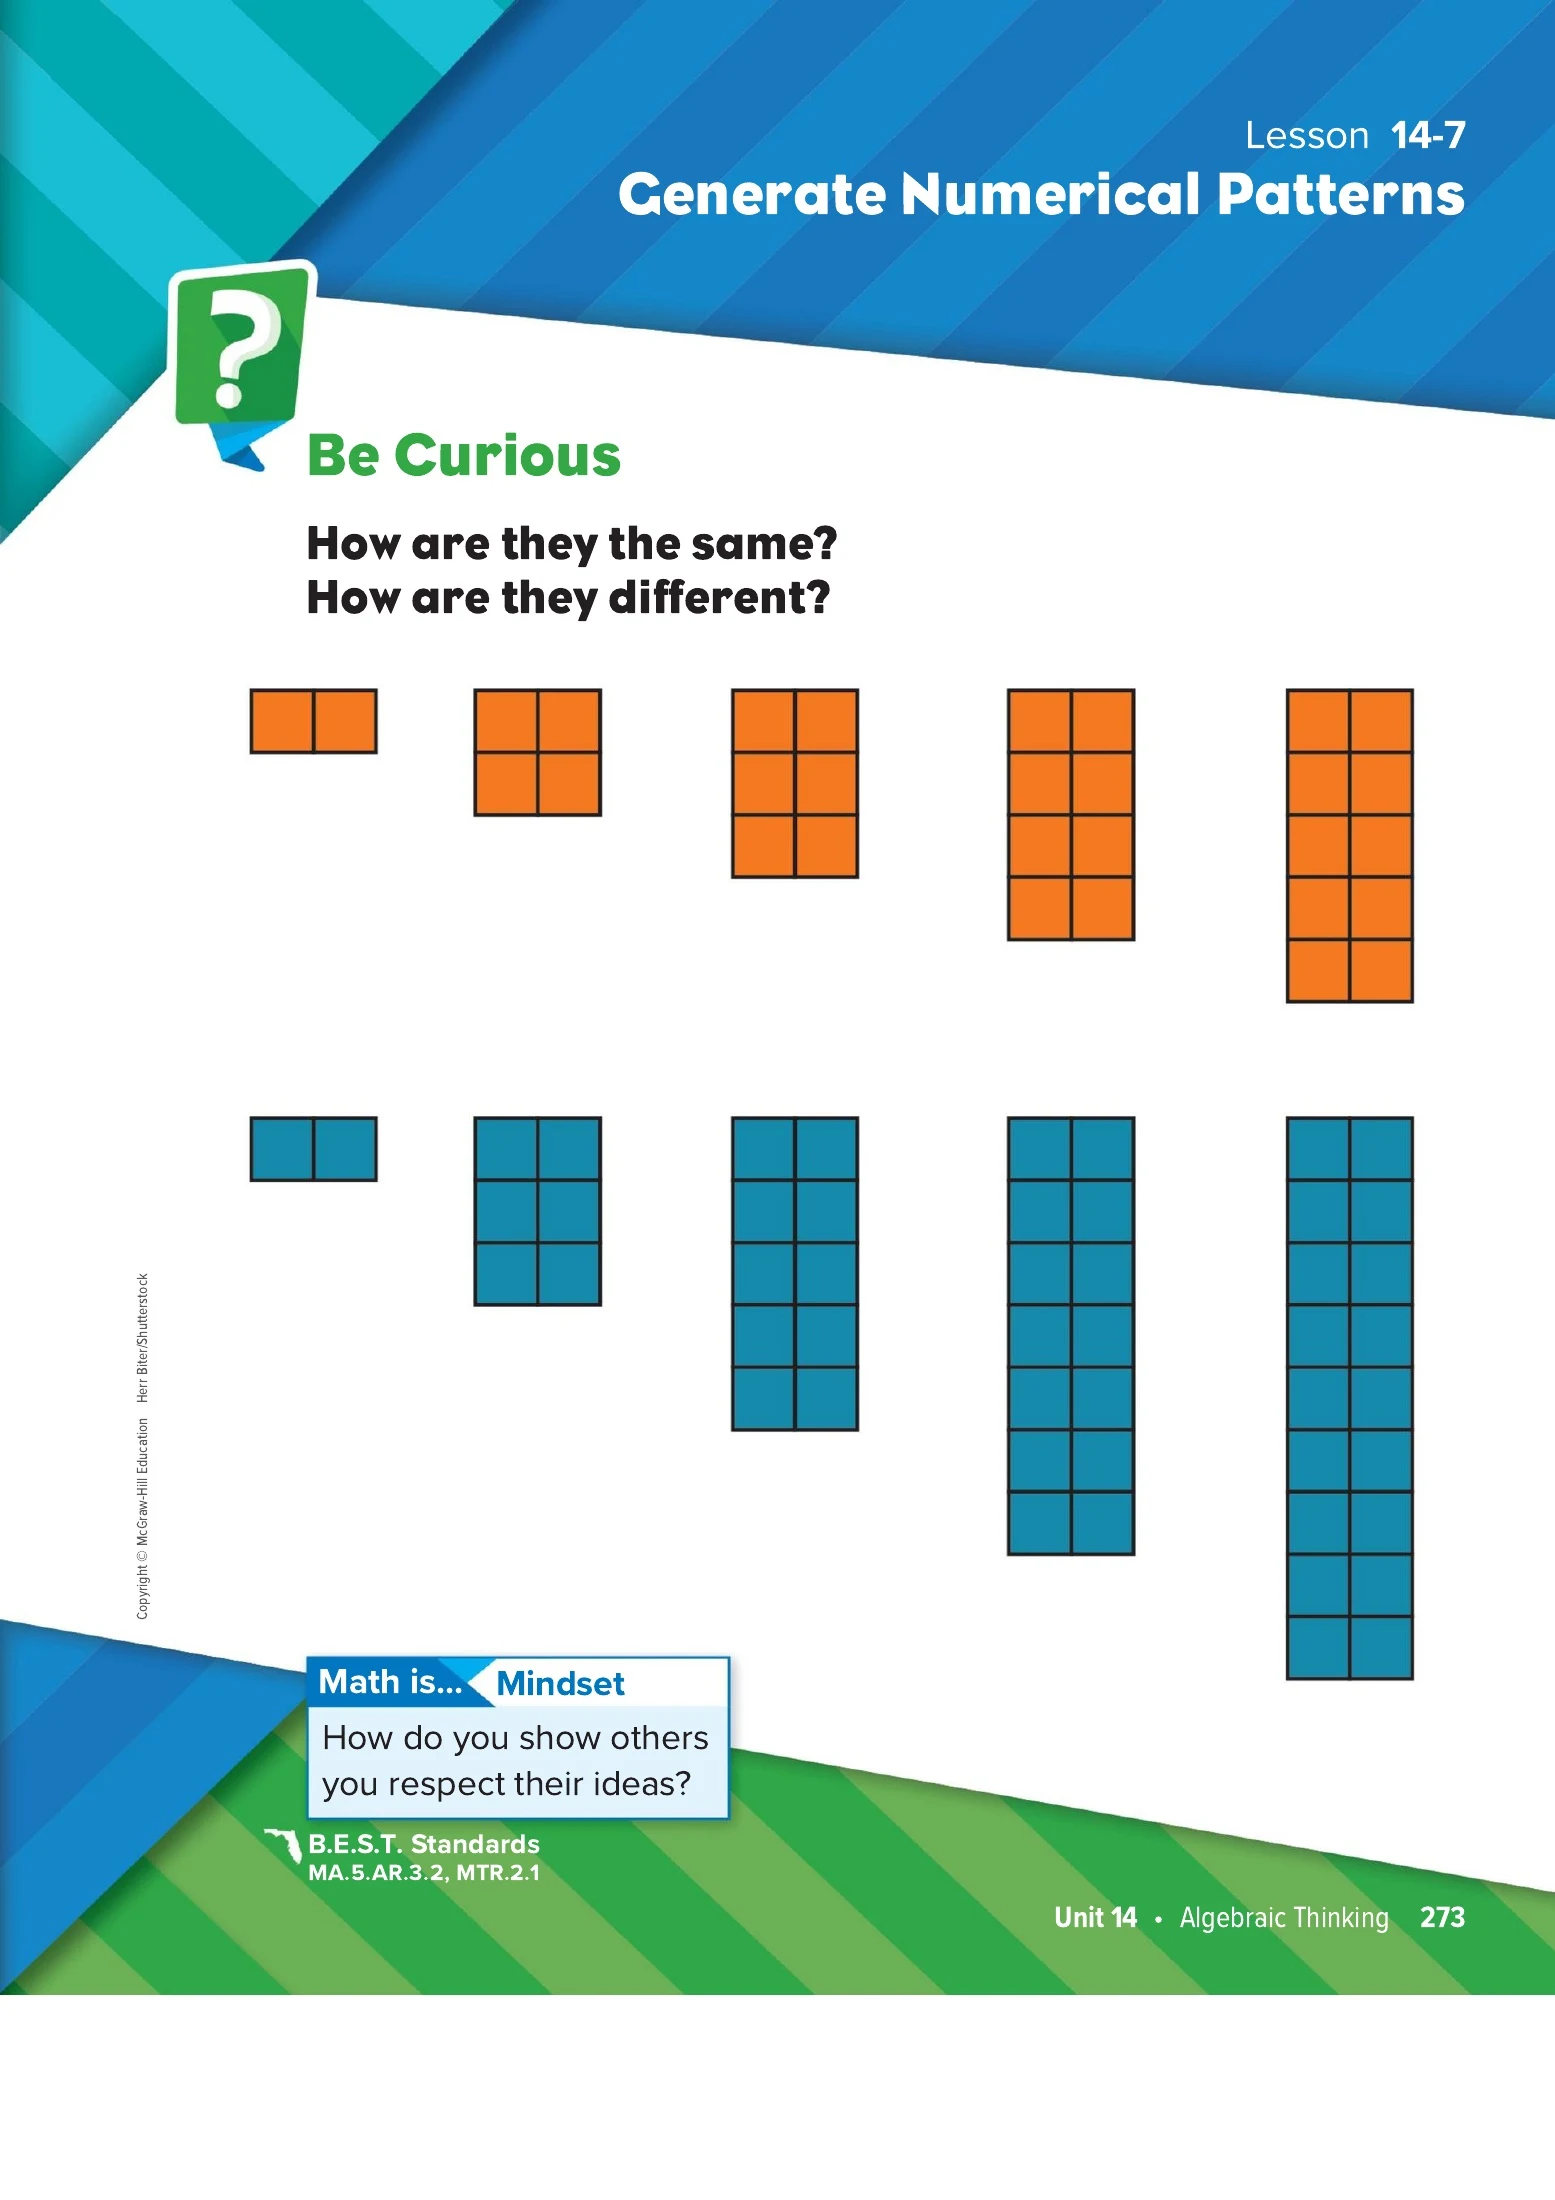 Lesson 14-7
Generate Numerical Patterns
?
Be Curious
How are they the same?
How are they different?
Copyright © McGraw-Hill Education Herr Biter/Shutterstock
Math is... Mindset
How do you show others
you respect their ideas?
B.E.S.T. Standards
MA.5.AR.3.2, MTR.2.1
Unit 14 • Algebraic Thinking 273